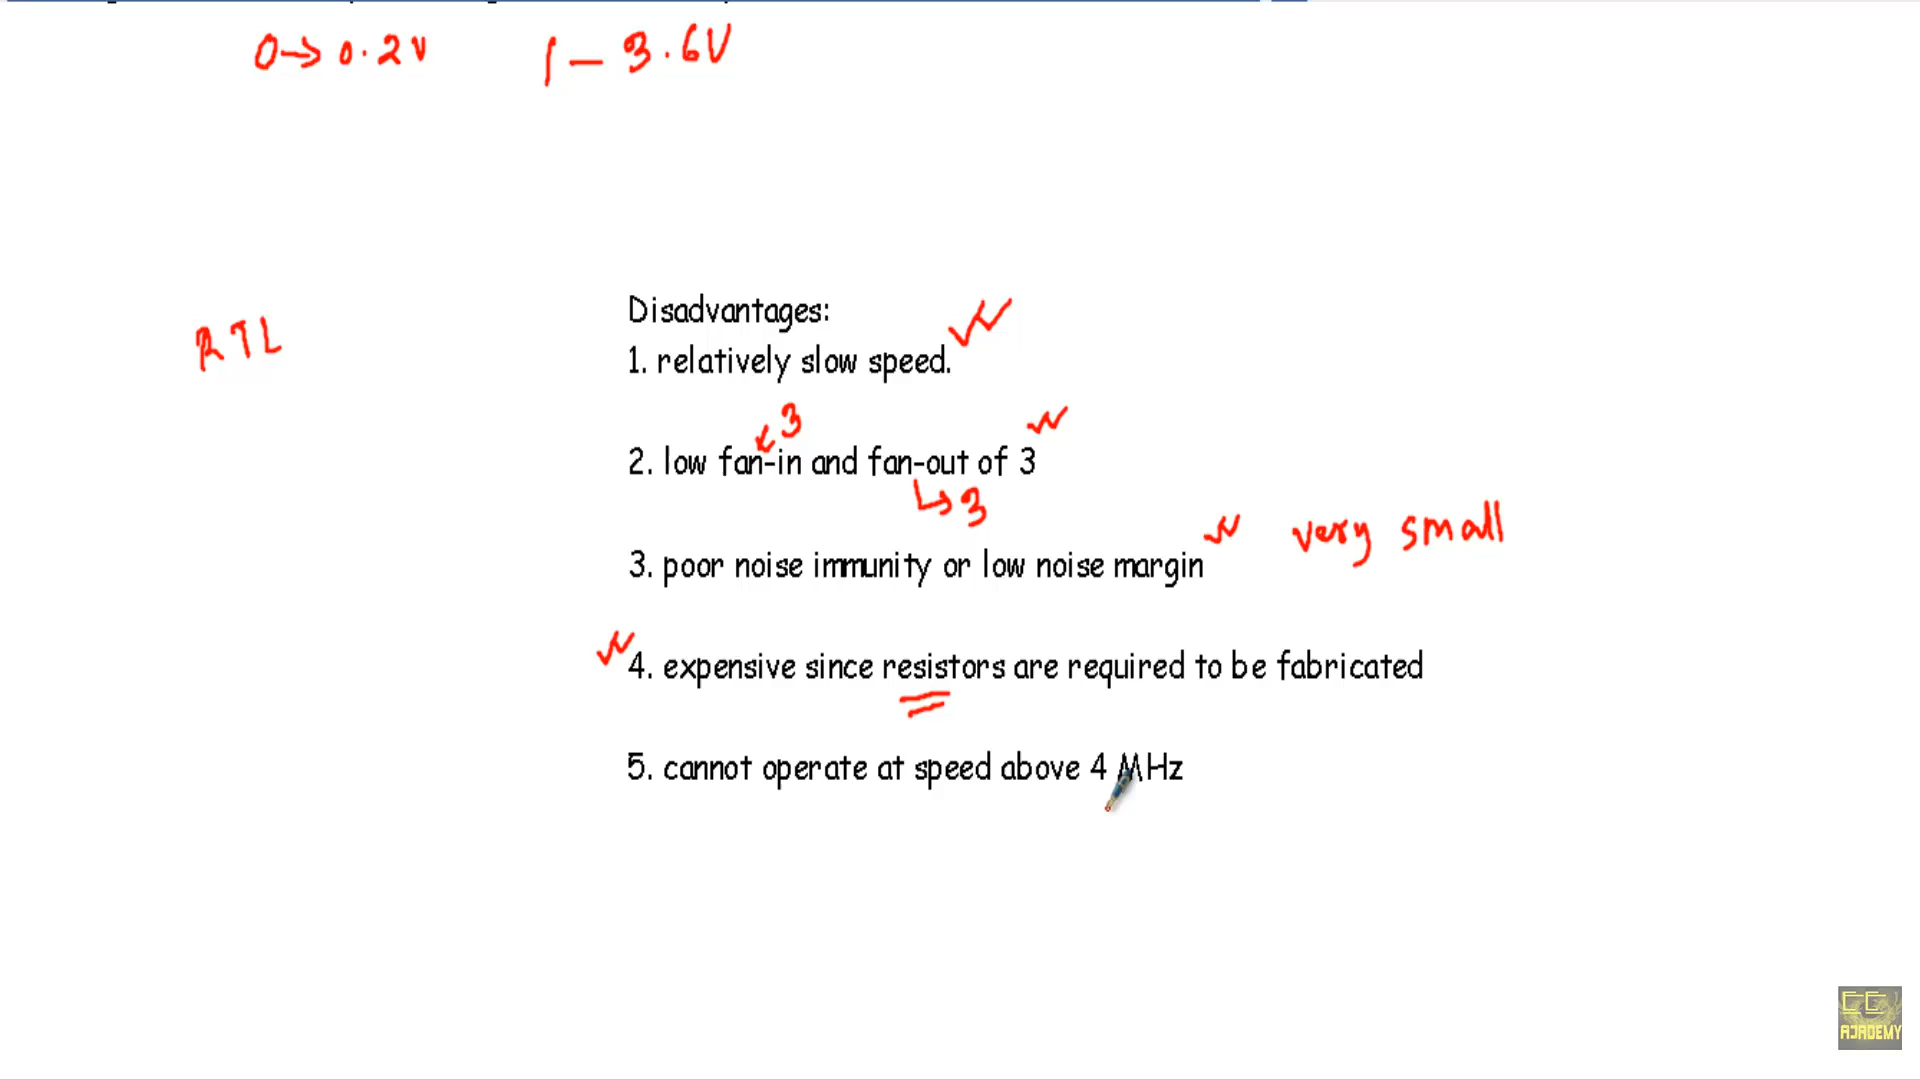 0→ 0.2V 1 – 3.6V
RTL
Disadvantages:
1. relatively slow speed.
3
2. low fan-in and fan-out of 3
↳ 3
very small
3. poor noise immunity or low noise margin
4. expensive since resistors are required to be fabricated
5. cannot operate at speed above 4 MHz
EE
ACADEMY